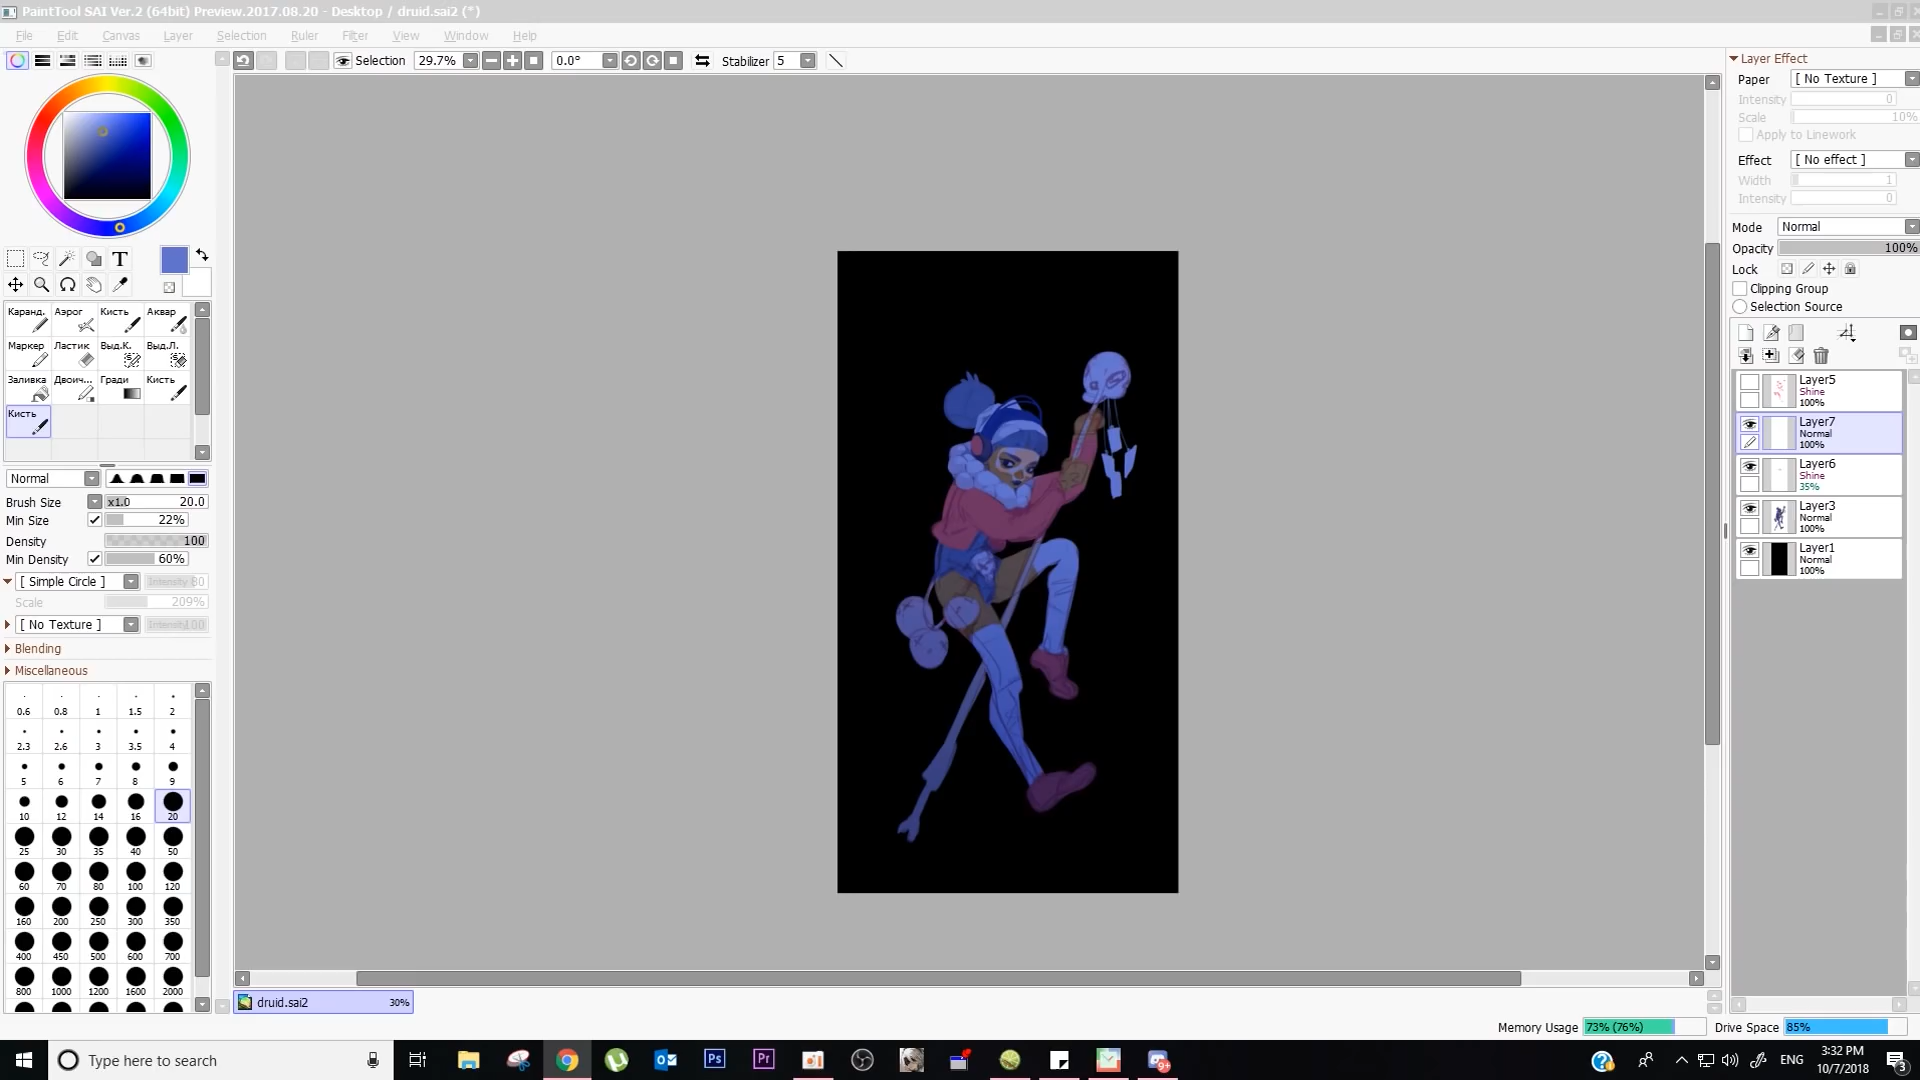 PaintTool SAI Ver.2 (64bit) Preview.2017.08.20 - Desktop / druid.sai2 (*)
File Edit Canvas Layer Selection Ruler Filter View Window Help
Selection 29.7% 0.0° Stabilizer 5
Layer Effect
Paper [ No Texture ]
Intensity 0
Scale 10%
Apply to Linework
Effect [ No effect ]
Width 1
Intensity 0
Mode Normal
Opacity 100%
Lock
Clipping Group
Selection Source
Layer5
Shine
100%
Layer7
Normal
100%
Layer6
Shine
35%
Layer3
Normal
100%
Layer1
Normal
100%
T
Каранд. Аэрог Кисть Аквар
Маркер Ластик Выд.К. Выд.Л.
Заливка Двоич... Гради Кисть
Кисть
Normal
Brush Size x1.0 20.0
Min Size 22%
Density 100
Min Density 60%
[ Simple Circle ] Intensity 80
Scale 209%
[ No Texture ] Intensity 100
Blending
Miscellaneous
0.6 0.8 1 1.5 2
2.3 2.6 3 3.5 4
5 6 7 8 9
10 12 14 16 20
25 30 35 40 50
60 70 80 100 120
160 200 250 300 350
400 450 500 600 700
800 1000 1200 1600 2000
druid.sai2 30%
Memory Usage 73% (76%) Drive Space 85%
Type here to search
Ps Pr
9+
ENG
3:32 PM
10/7/2018
3